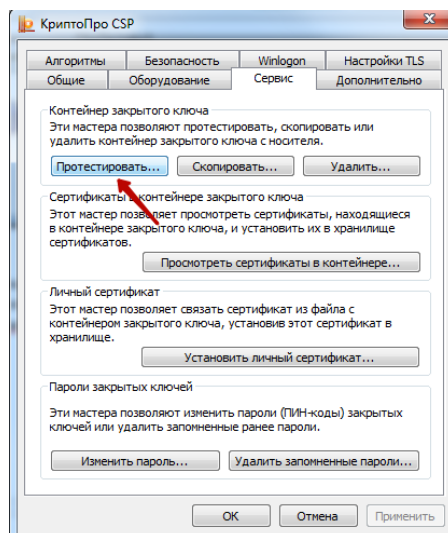 КриптоПро CSP
Алгоритмы Безопасность Winlogon Настройки TLS
Общие Оборудование Сервис Дополнительно
Контейнер закрытого ключа
Эти мастера позволяют протестировать, скопировать или
удалить контейнер закрытого ключа с носителя.
Протестировать... Скопировать... Удалить...
Сертификаты в контейнере закрытого ключа
Этот мастер позволяет просмотреть сертификаты, находящиеся
в контейнере закрытого ключа, и установить их в хранилище
сертификатов.
Просмотреть сертификаты в контейнере...
Личный сертификат
Этот мастер позволяет связать сертификат из файла с
контейнером закрытого ключа, установив этот сертификат в
хранилище.
Установить личный сертификат...
Пароли закрытых ключей
Эти мастера позволяют изменить пароли (ПИН-коды) закрытых
ключей или удалить запомненные ранее пароли.
Изменить пароль... Удалить запомненные пароли...
ОК Отмена Применить